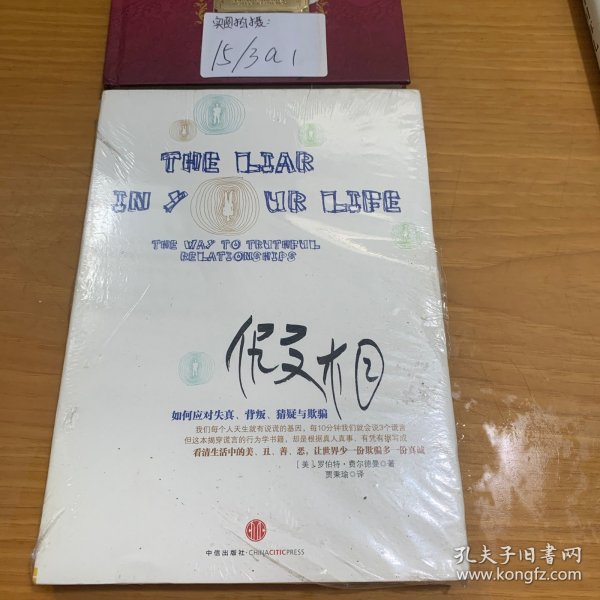 实图拍摄:
15/3a1
THE LIAR
IN YOUR LIFE
THE WAY TO TRUTHFUL
RELATIONSHIPS
假相
如何应对失真、背叛、猜疑与欺骗
我们每个人天生就有说谎的基因,每10分钟我们就会说3个谎言
但这本揭穿谎言的行为学书籍,却是根据真人真事、有凭有据写成
看清生活中的美、丑、善、恶,让世界少一份欺骗多一份真诚
[美]罗伯特·费尔德曼 著
贾秉瑜 译
中信出版社·CHINACITICPRESS
孔夫子旧书网
www.kongfz.com